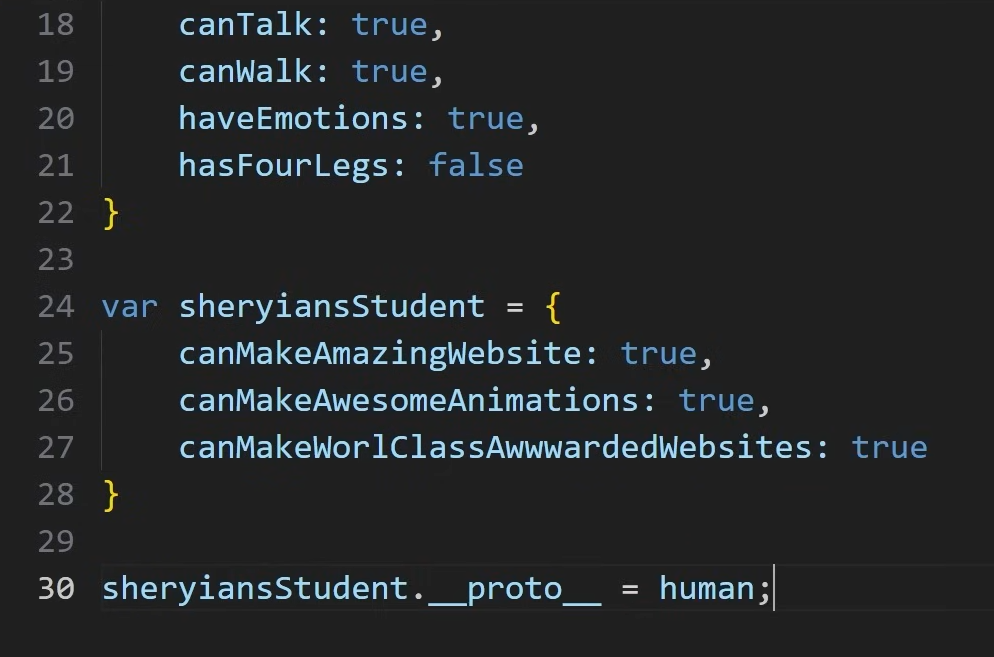 18 canTalk: true,
19 canWalk: true,
20 haveEmotions: true,
21 hasFourLegs: false
22 }
23
24 var sheryiansStudent = {
25 canMakeAmazingWebsite: true,
26 canMakeAwesomeAnimations: true,
27 canMakeWorlClassAwwwardedWebsites: true
28 }
29
30 sheryiansStudent.__proto__ = human;